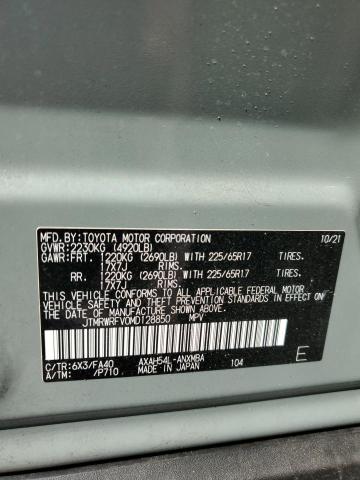 MFD.BY:TOYOTA MOTOR CORPORATION 10/21
GVWR:2230KG (4920LB)
GAWR:FRT. 1220KG (2690LB) WITH 225/65R17 TIRES.
17X7J RIMS.
RR. 1220KG (2690LB) WITH 225/65R17 TIRES.
17X7J RIMS.
THIS VEHICLE CONFORMS TO ALL APPLICABLE FEDERAL MOTOR
VEHICLE SAFETY AND THEFT PREVENTION STANDARDS IN
EFFECT ON THE DATE OF MANUFACTURE SHOWN ABOVE.
JTMRWRFV0MD128850 MPV
C/TR:6X3/FA40 AXAH54L-ANXMBA E
A/TM: /P710 MADE IN JAPAN 104